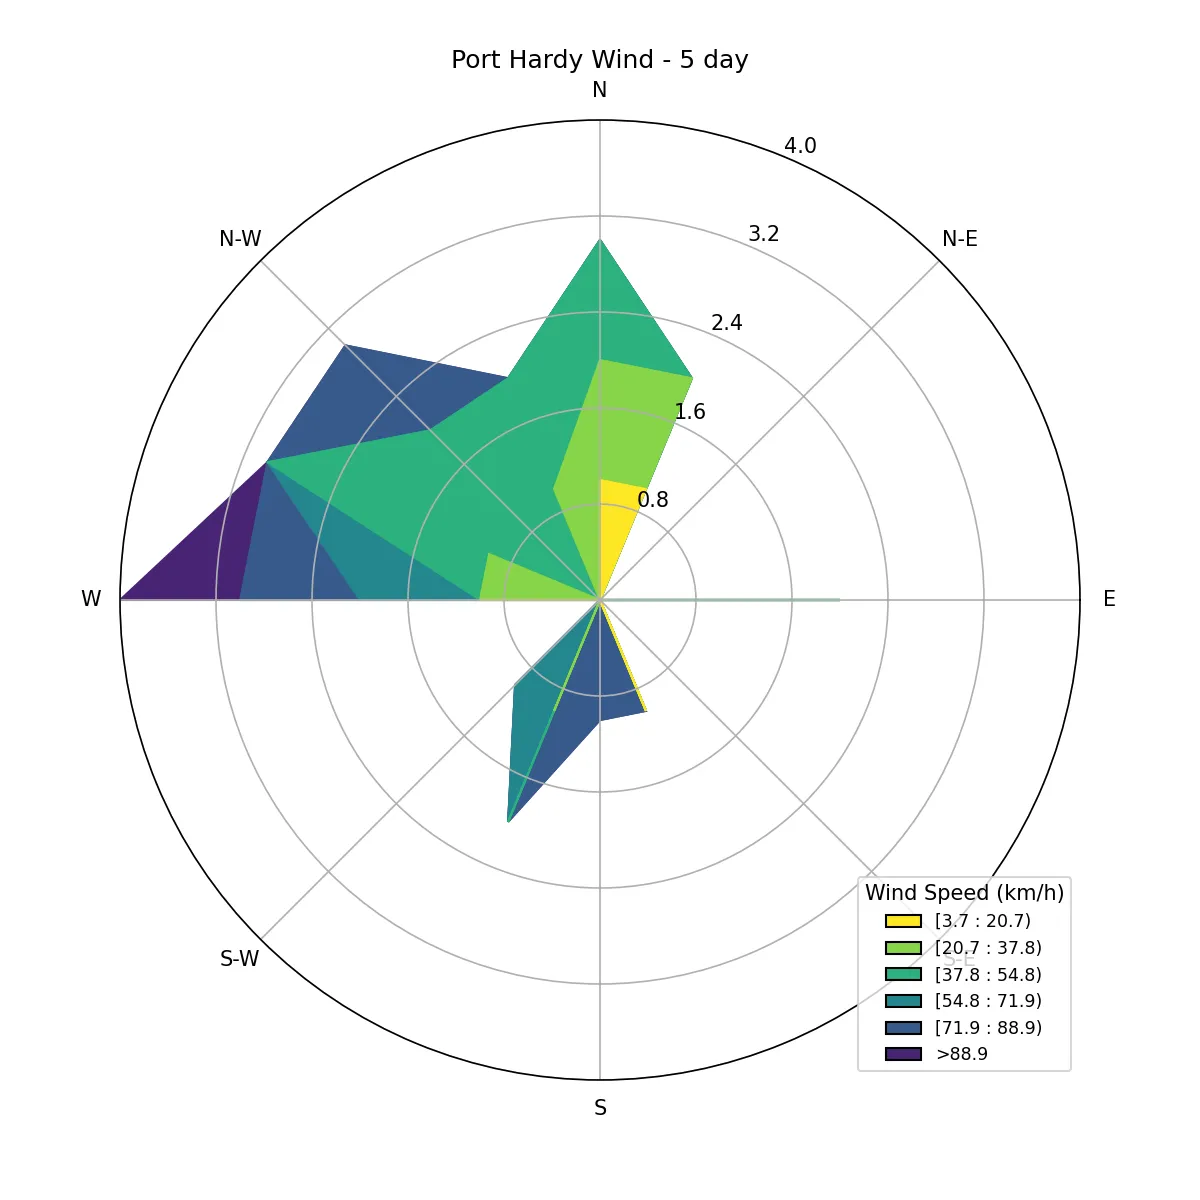 Port Hardy Wind - 5 day
N
4.0
N-W
3.2
N-E
2.4
1.6
0.8
W
E
Wind Speed (km/h)
[3.7 : 20.7)
[20.7 : 37.8)
S-W
S-E
[37.8 : 54.8)
[54.8 : 71.9)
[71.9 : 88.9)
>88.9
S